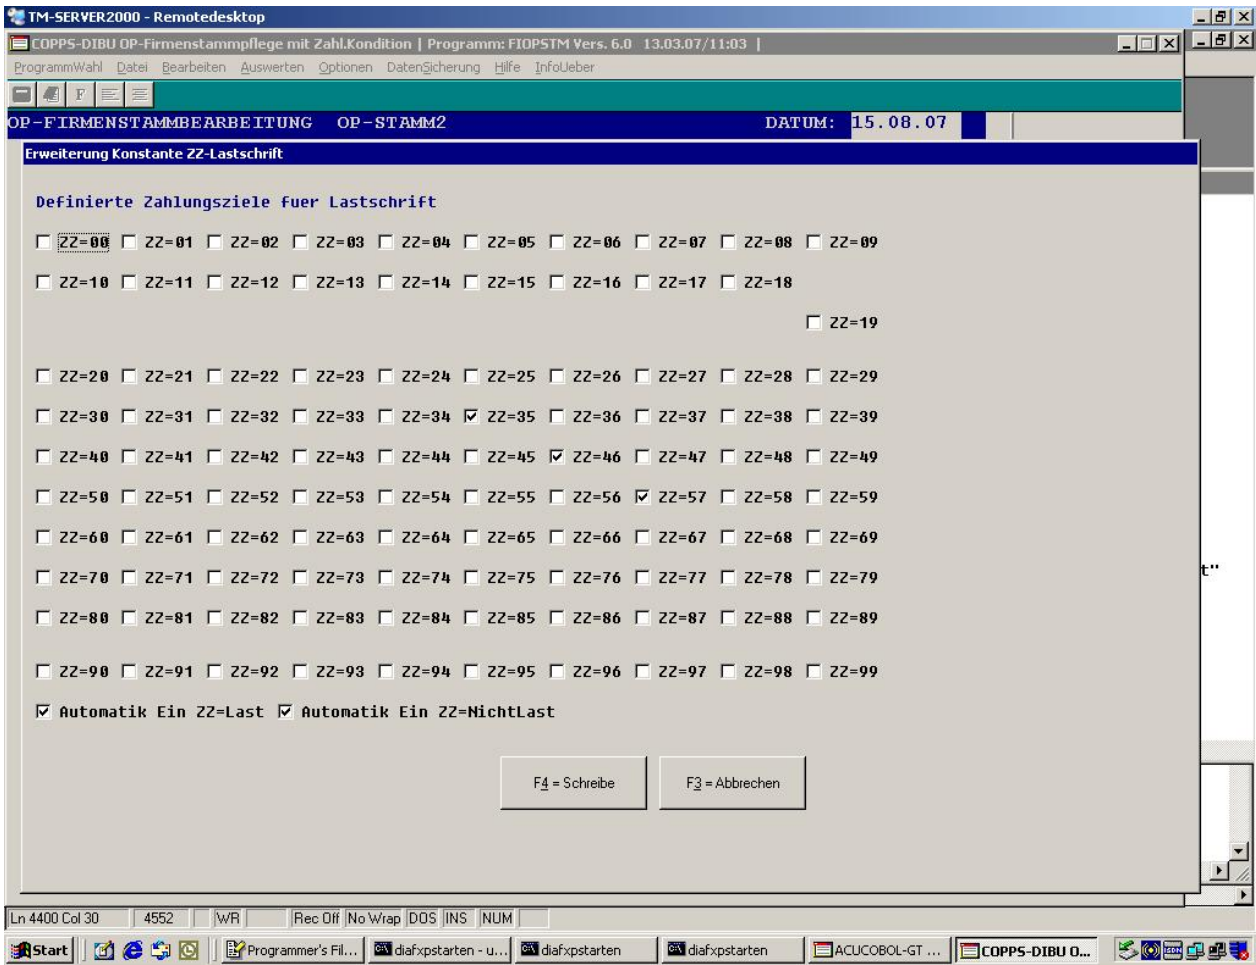 TM-SERVER2000 - Remotedesktop
COPPS-DIBU OP-Firmenstammpflege mit Zahl.Kondition | Programm: FIOPSTM Vers. 6.0 13.03.07/11:03 |
ProgrammWahl Datei Bearbeiten Auswerten Optionen DatenSicherung Hilfe InfoUeber
F
OP-FIRMENSTAMMBEARBEITUNG OP-STAMM2 DATUM: 15.08.07
Erweiterung Konstante ZZ-Lastschrift
Definierte Zahlungsziele fuer Lastschrift
ZZ=00 ZZ=01 ZZ=02 ZZ=03 ZZ=04 ZZ=05 ZZ=06 ZZ=07 ZZ=08 ZZ=09
ZZ=10 ZZ=11 ZZ=12 ZZ=13 ZZ=14 ZZ=15 ZZ=16 ZZ=17 ZZ=18
ZZ=19
ZZ=20 ZZ=21 ZZ=22 ZZ=23 ZZ=24 ZZ=25 ZZ=26 ZZ=27 ZZ=28 ZZ=29
ZZ=30 ZZ=31 ZZ=32 ZZ=33 ZZ=34 ZZ=35 ZZ=36 ZZ=37 ZZ=38 ZZ=39
ZZ=40 ZZ=41 ZZ=42 ZZ=43 ZZ=44 ZZ=45 ZZ=46 ZZ=47 ZZ=48 ZZ=49
ZZ=50 ZZ=51 ZZ=52 ZZ=53 ZZ=54 ZZ=55 ZZ=56 ZZ=57 ZZ=58 ZZ=59
ZZ=60 ZZ=61 ZZ=62 ZZ=63 ZZ=64 ZZ=65 ZZ=66 ZZ=67 ZZ=68 ZZ=69
ZZ=70 ZZ=71 ZZ=72 ZZ=73 ZZ=74 ZZ=75 ZZ=76 ZZ=77 ZZ=78 ZZ=79
t"
ZZ=80 ZZ=81 ZZ=82 ZZ=83 ZZ=84 ZZ=85 ZZ=86 ZZ=87 ZZ=88 ZZ=89
ZZ=90 ZZ=91 ZZ=92 ZZ=93 ZZ=94 ZZ=95 ZZ=96 ZZ=97 ZZ=98 ZZ=99
Automatik Ein ZZ=Last Automatik Ein ZZ=NichtLast
F4 = Schreibe F3 = Abbrechen
Ln 4400 Col 30 4552 WR Rec Off No Wrap DOS INS NUM
Start Programmer's Fil... diafxpstarten - u... diafxpstarten diafxpstarten ACUCOBOL-GT ... COPPS-DIBU O...